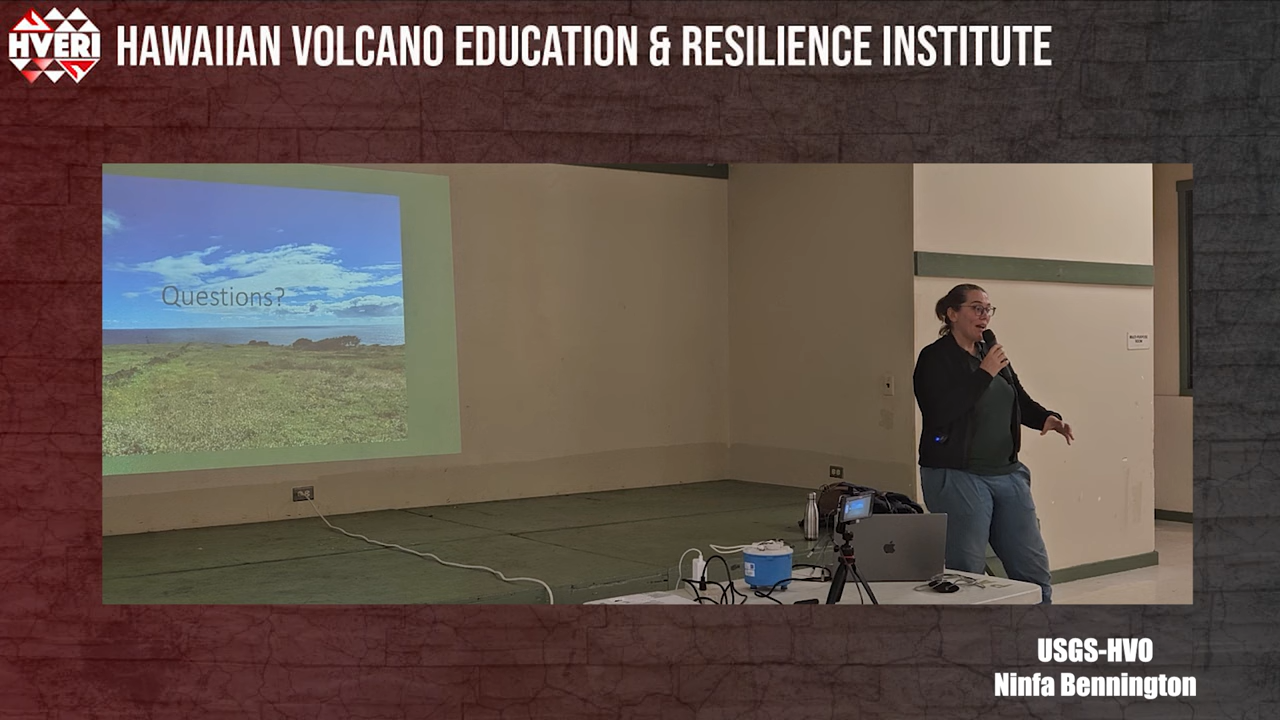 HVERI
HAWAIIAN VOLCANO EDUCATION & RESILIENCE INSTITUTE
Questions?
USGS-HVO
Ninfa Bennington